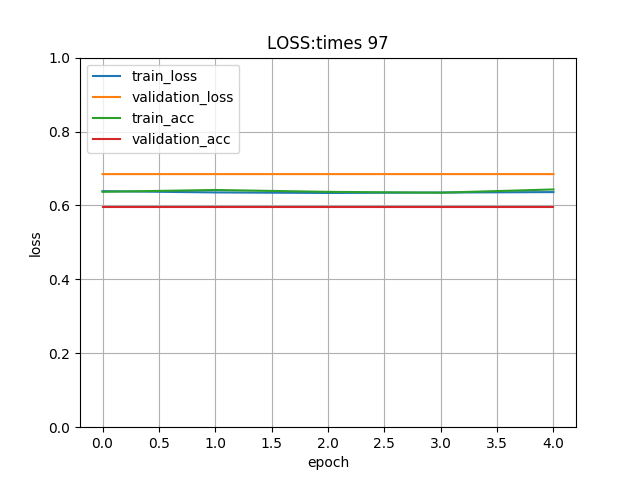 LOSS:times 97
train_loss
validation_loss
train_acc
validation_acc
1.0
0.8
0.6
0.4
0.2
0.0
loss
0.0 0.5 1.0 1.5 2.0 2.5 3.0 3.5 4.0
epoch